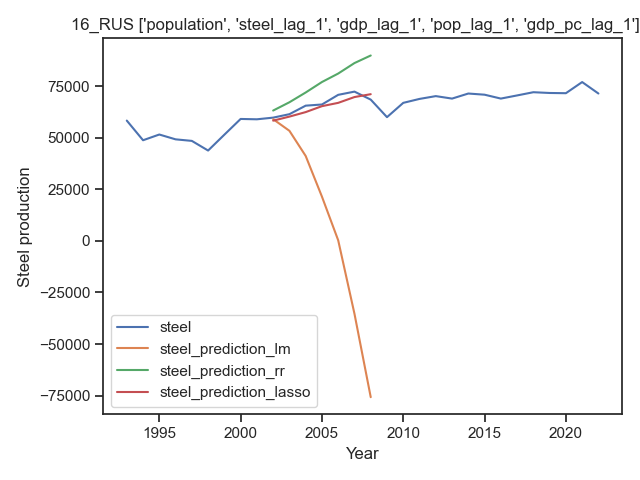 16_RUS ['population', 'steel_lag_1', 'gdp_lag_1', 'pop_lag_1', 'gdp_pc_lag_1']
75000
50000
25000
0
−25000
−50000
−75000
Steel production
steel
steel_prediction_lm
steel_prediction_rr
steel_prediction_lasso
1995 2000 2005 2010 2015 2020
Year